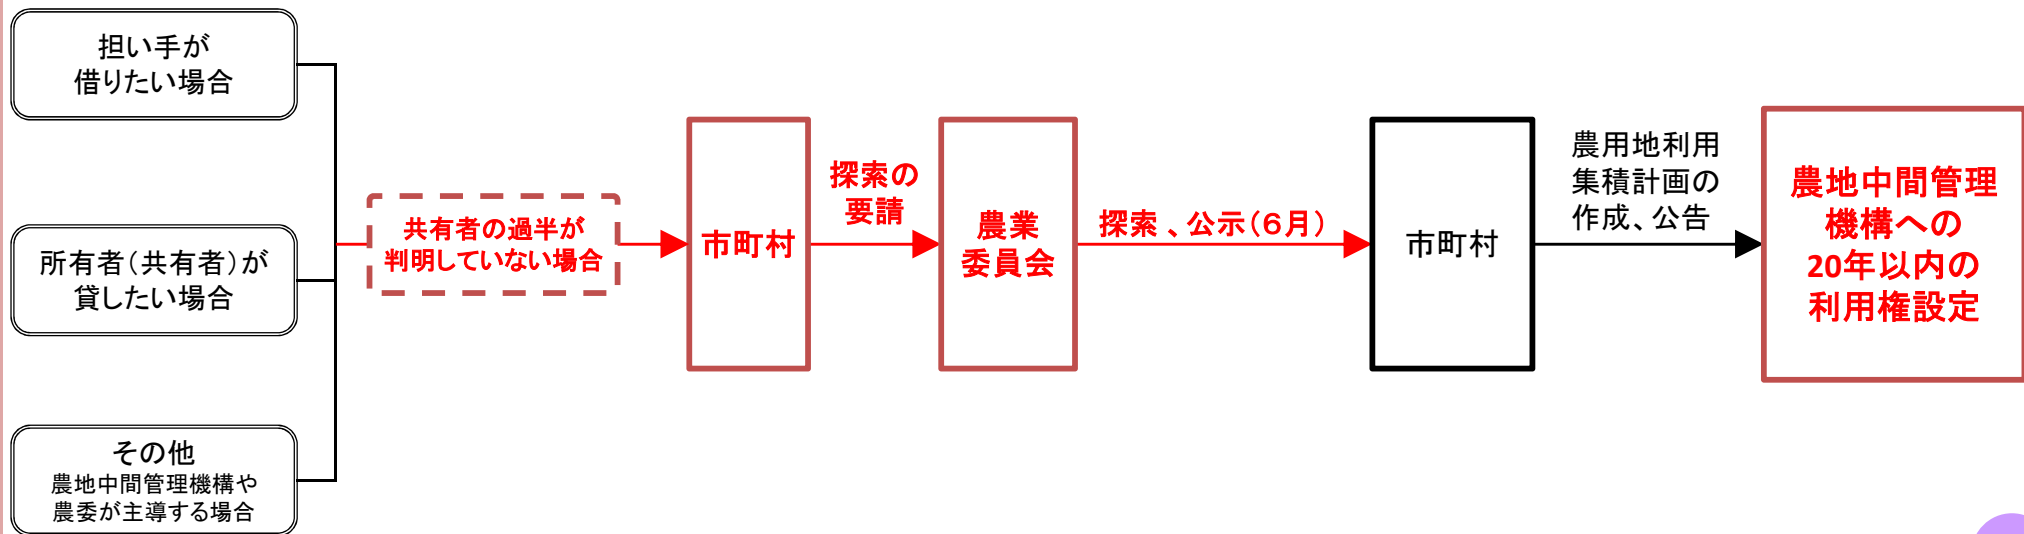 担い手が
借りたい場合
所有者（共有者）が
貸したい場合
その他
農地中間管理機構や
農委が主導する場合
共有者の過半が
判明していない場合
市町村
探索の
要請
農業
委員会
探索、公示（６月）
市町村
農用地利用
集積計画の
作成、公告
農地中間管理
機構への
20年以内の
利用権設定